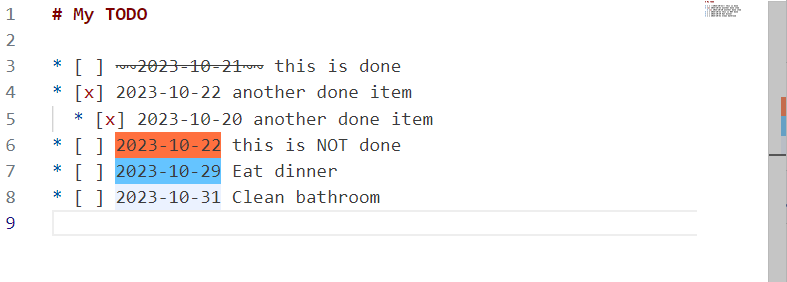 1 # My TODO
2
3 * [ ] ~~2023-10-21~~ this is done
4 * [x] 2023-10-22 another done item
5 * [x] 2023-10-20 another done item
6 * [ ] 2023-10-22 this is NOT done
7 * [ ] 2023-10-29 Eat dinner
8 * [ ] 2023-10-31 Clean bathroom
9